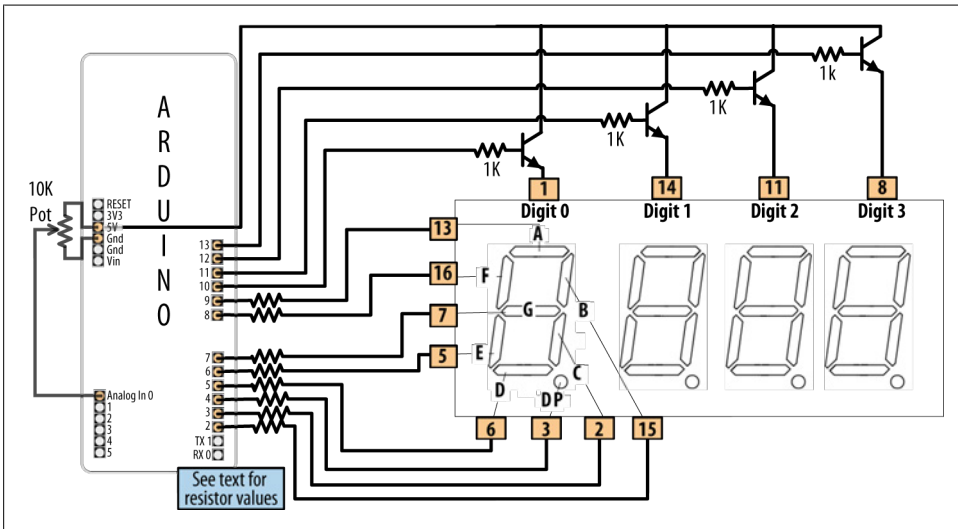 1k
1K
1K
1K
ARDUINO
10K
Pot
RESET
3V3
5V
Gnd
Gnd
Vin
13
12
11
10
9
8
7
6
5
4
3
2
TX 1
RX 0
Analog In 0
1
2
3
4
5
See text for
resistor values
1
14
11
8
Digit 0
Digit 1
Digit 2
Digit 3
13
16
7
5
A
F
G
B
E
C
D
DP
6
3
2
15